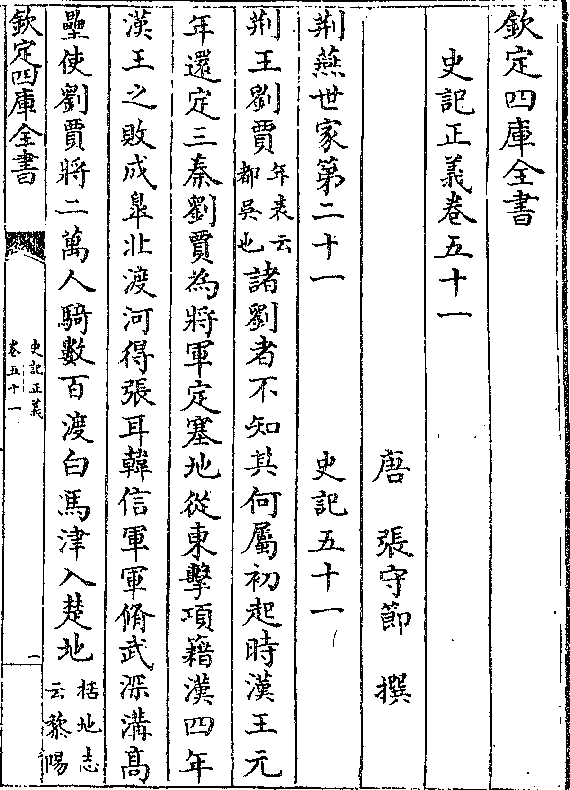 欽定四庫全書
史記正義卷五十一
唐 張守節 撰
荆燕世家第二十一 史記五十一
荆王劉賈年表云都吳也諸劉者不知其何屬初起時漢王元
年還定三秦劉賈為將軍定塞地從東擊項籍漢四年
漢王之敗成臯北渡河得張耳韓信軍軍脩武深溝高
壘使劉賈將二萬人騎數百渡白馬津入楚地括地志云黎陽
欽定四庫全書
史記正義
卷五十一
一